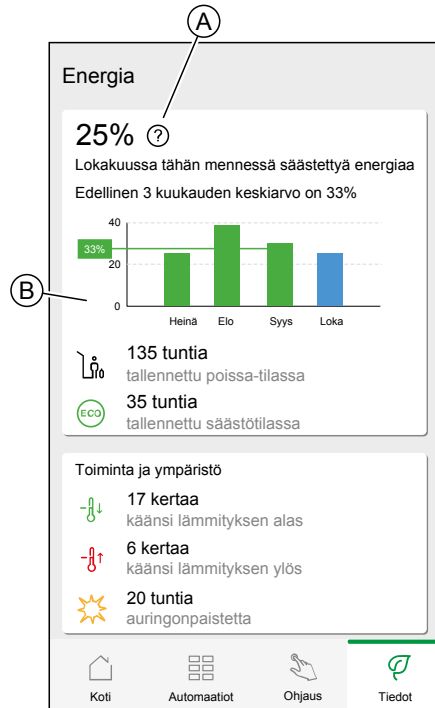 A
Energia
25% ?
Lokakuussa tähän mennessä säästettyä energiaa
Edellinen 3 kuukauden keskiarvo on 33%
40
33%
20
B
0
Heinä Elo Syys Loka
135 tuntia
tallennettu poissa-tilassa
ECO
35 tuntia
tallennettu säästötilassa
Toiminta ja ympäristö
17 kertaa
käänsi lämmityksen alas
6 kertaa
käänsi lämmityksen ylös
20 tuntia
auringonpaistetta
Koti Automaatiot Ohjaus Tiedot